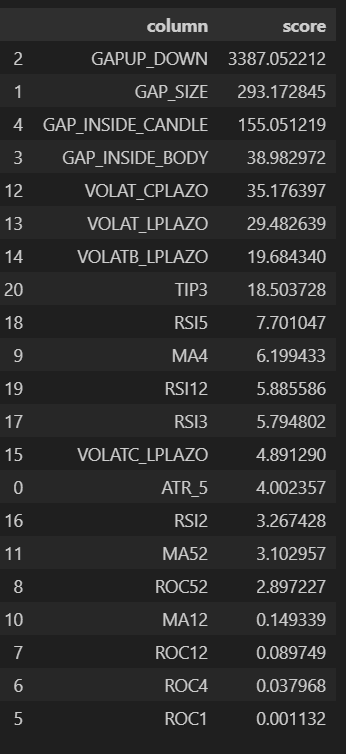 column score
2 GAPUP_DOWN 3387.052212
1 GAP_SIZE 293.172845
4 GAP_INSIDE_CANDLE 155.051219
3 GAP_INSIDE_BODY 38.982972
12 VOLAT_CPLAZO 35.176397
13 VOLAT_LPLAZO 29.482639
14 VOLATB_LPLAZO 19.684340
20 TIP3 18.503728
18 RSI5 7.701047
9 MA4 6.199433
19 RSI12 5.885586
17 RSI3 5.794802
15 VOLATC_LPLAZO 4.891290
0 ATR_5 4.002357
16 RSI2 3.267428
11 MA52 3.102957
8 ROC52 2.897227
10 MA12 0.149339
7 ROC12 0.089749
6 ROC4 0.037968
5 ROC1 0.001132